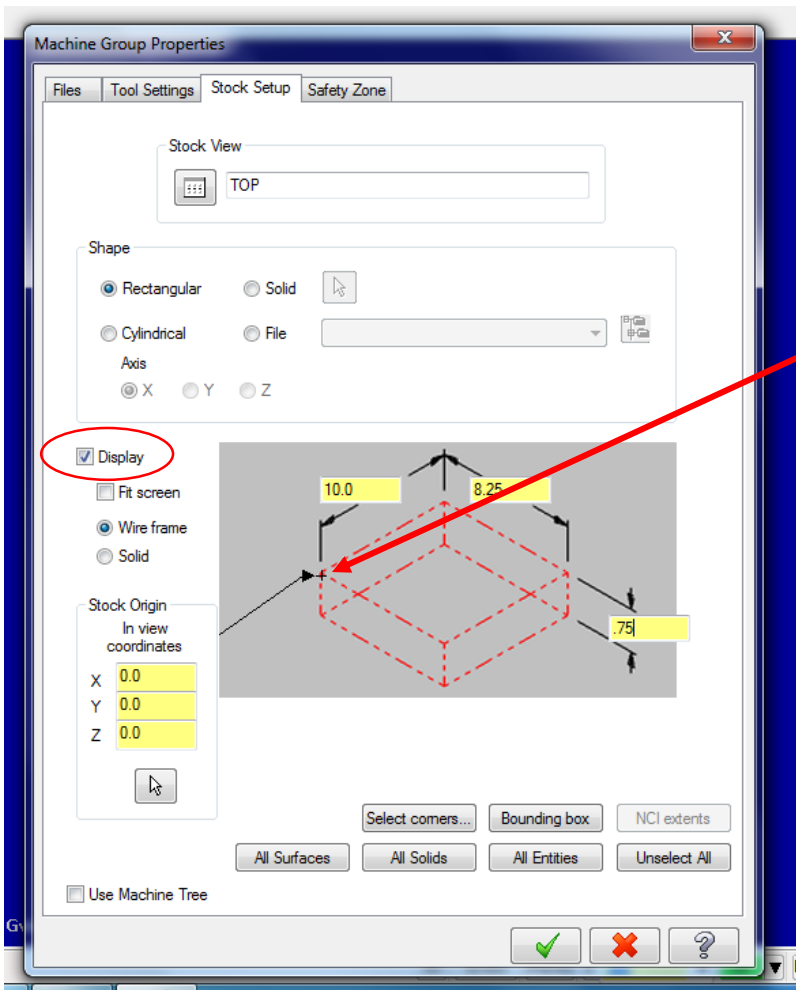 Machine Group Properties
Files Tool Settings Stock Setup Safety Zone
Stock View
TOP
Shape
Rectangular Solid
Cylindrical File
Axis
X Y Z
Display
Fit screen
Wire frame
Solid
10.0 8.25
.75
Stock Origin
In view
coordinates
X 0.0
Y 0.0
Z 0.0
Select corners... Bounding box NCI extents
All Surfaces All Solids All Entities Unselect All
Use Machine Tree